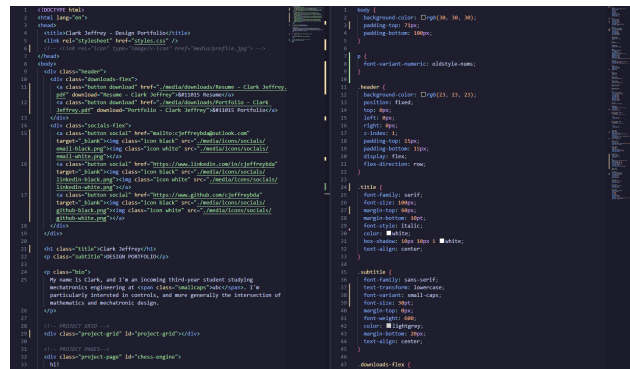 1 <!DOCTYPE html>
2 <html lang="en">
3 <head>
4 <title>Clark Jeffrey – Design Portfolio</title>
5 <link rel="stylesheet" href="styles.css" />
6 <!-- <link rel="icon" type="image/x-icon" href="media/profile.jpg"> -->
7 </head>
8 <body>
9 <div class="header">
10 <div class="downloads-flex">
11 <a class="button download" href="./media/downloads/Resume - Clark Jeffrey.
pdf" download="Resume - Clark Jeffrey">&#11015 Resume</a>
12 <a class="button download" href="./media/downloads/Portfolio - Clark
Jeffrey.pdf" download="Portfolio - Clark Jeffrey">&#11015 Portfolio</a>
13 </div>
14 <div class="socials-flex">
15 <a class="button social" href="mailto:cjeffreybda@outlook.com"
target="_blank"><img class="icon black" src="./media/icons/socials/
email-black.png"><img class="icon white" src="./media/icons/socials/
email-white.png"></a>
16 <a class="button social" href="https://www.linkedin.com/in/cjeffreybda"
target="_blank"><img class="icon black" src="./media/icons/socials/
linkedin-black.png"><img class="icon white" src="./media/icons/socials/
linkedin-white.png"></a>
17 <a class="button social" href="https://www.github.com/cjeffreybda"
target="_blank"><img class="icon black" src="./media/icons/socials/
github-black.png"><img class="icon white" src="./media/icons/socials/
github-white.png"></a>
18 </div>
19 </div>
20
21 <h1 class="title">Clark Jeffrey</h1>
22 <p class="subtitle">DESIGN PORTFOLIO</p>
23
24 <p class="bio">
25 My name is Clark, and I'm an incoming third-year student studying
mechatronics engineering at <span class="smallcaps">ubc</span>. I'm
particularly intersted in controls, and more generally the intersection of
mathematics and mechatronic design.
26 </p>
27
28 <!-- PROJECT GRID -->
29 <div class="project-grid" id="project-grid"></div>
30
31 <!-- PROJECT PAGES-->
32 <div class="project-page" id="chess-engine">
33 hi!
1 body {
2 background-color: rgb(30, 30, 30);
3 padding-top: 71px;
4 padding-bottom: 100px;
5 }
6
7 p {
8 font-variant-numeric: oldstyle-nums;
9 }
10
11 .header {
12 background-color: rgb(23, 23, 23);
13 position: fixed;
14 top: 0px;
15 left: 0px;
16 right: 0px;
17 z-index: 1;
18 padding-top: 15px;
19 padding-bottom: 15px;
20 display: flex;
21 flex-direction: row;
22 }
23
24 .title {
25 font-family: serif;
26 font-size: 100px;
27 margin-top: 60px;
28 margin-bottom: 10pt;
29 font-style: italic;
30 color: white;
31 box-shadow: 10px 10px 1 white;
32 text-align: center;
33 }
34
35 .subtitle {
36 font-family: sans-serif;
37 text-transform: lowercase;
38 font-variant: small-caps;
39 font-size: 30pt;
40 margin-top: 0px;
41 font-weight: 600;
42 color: lightgrey;
43 margin-bottom: 20px;
44 text-align: center;
45 }
46
47 .downloads-flex {